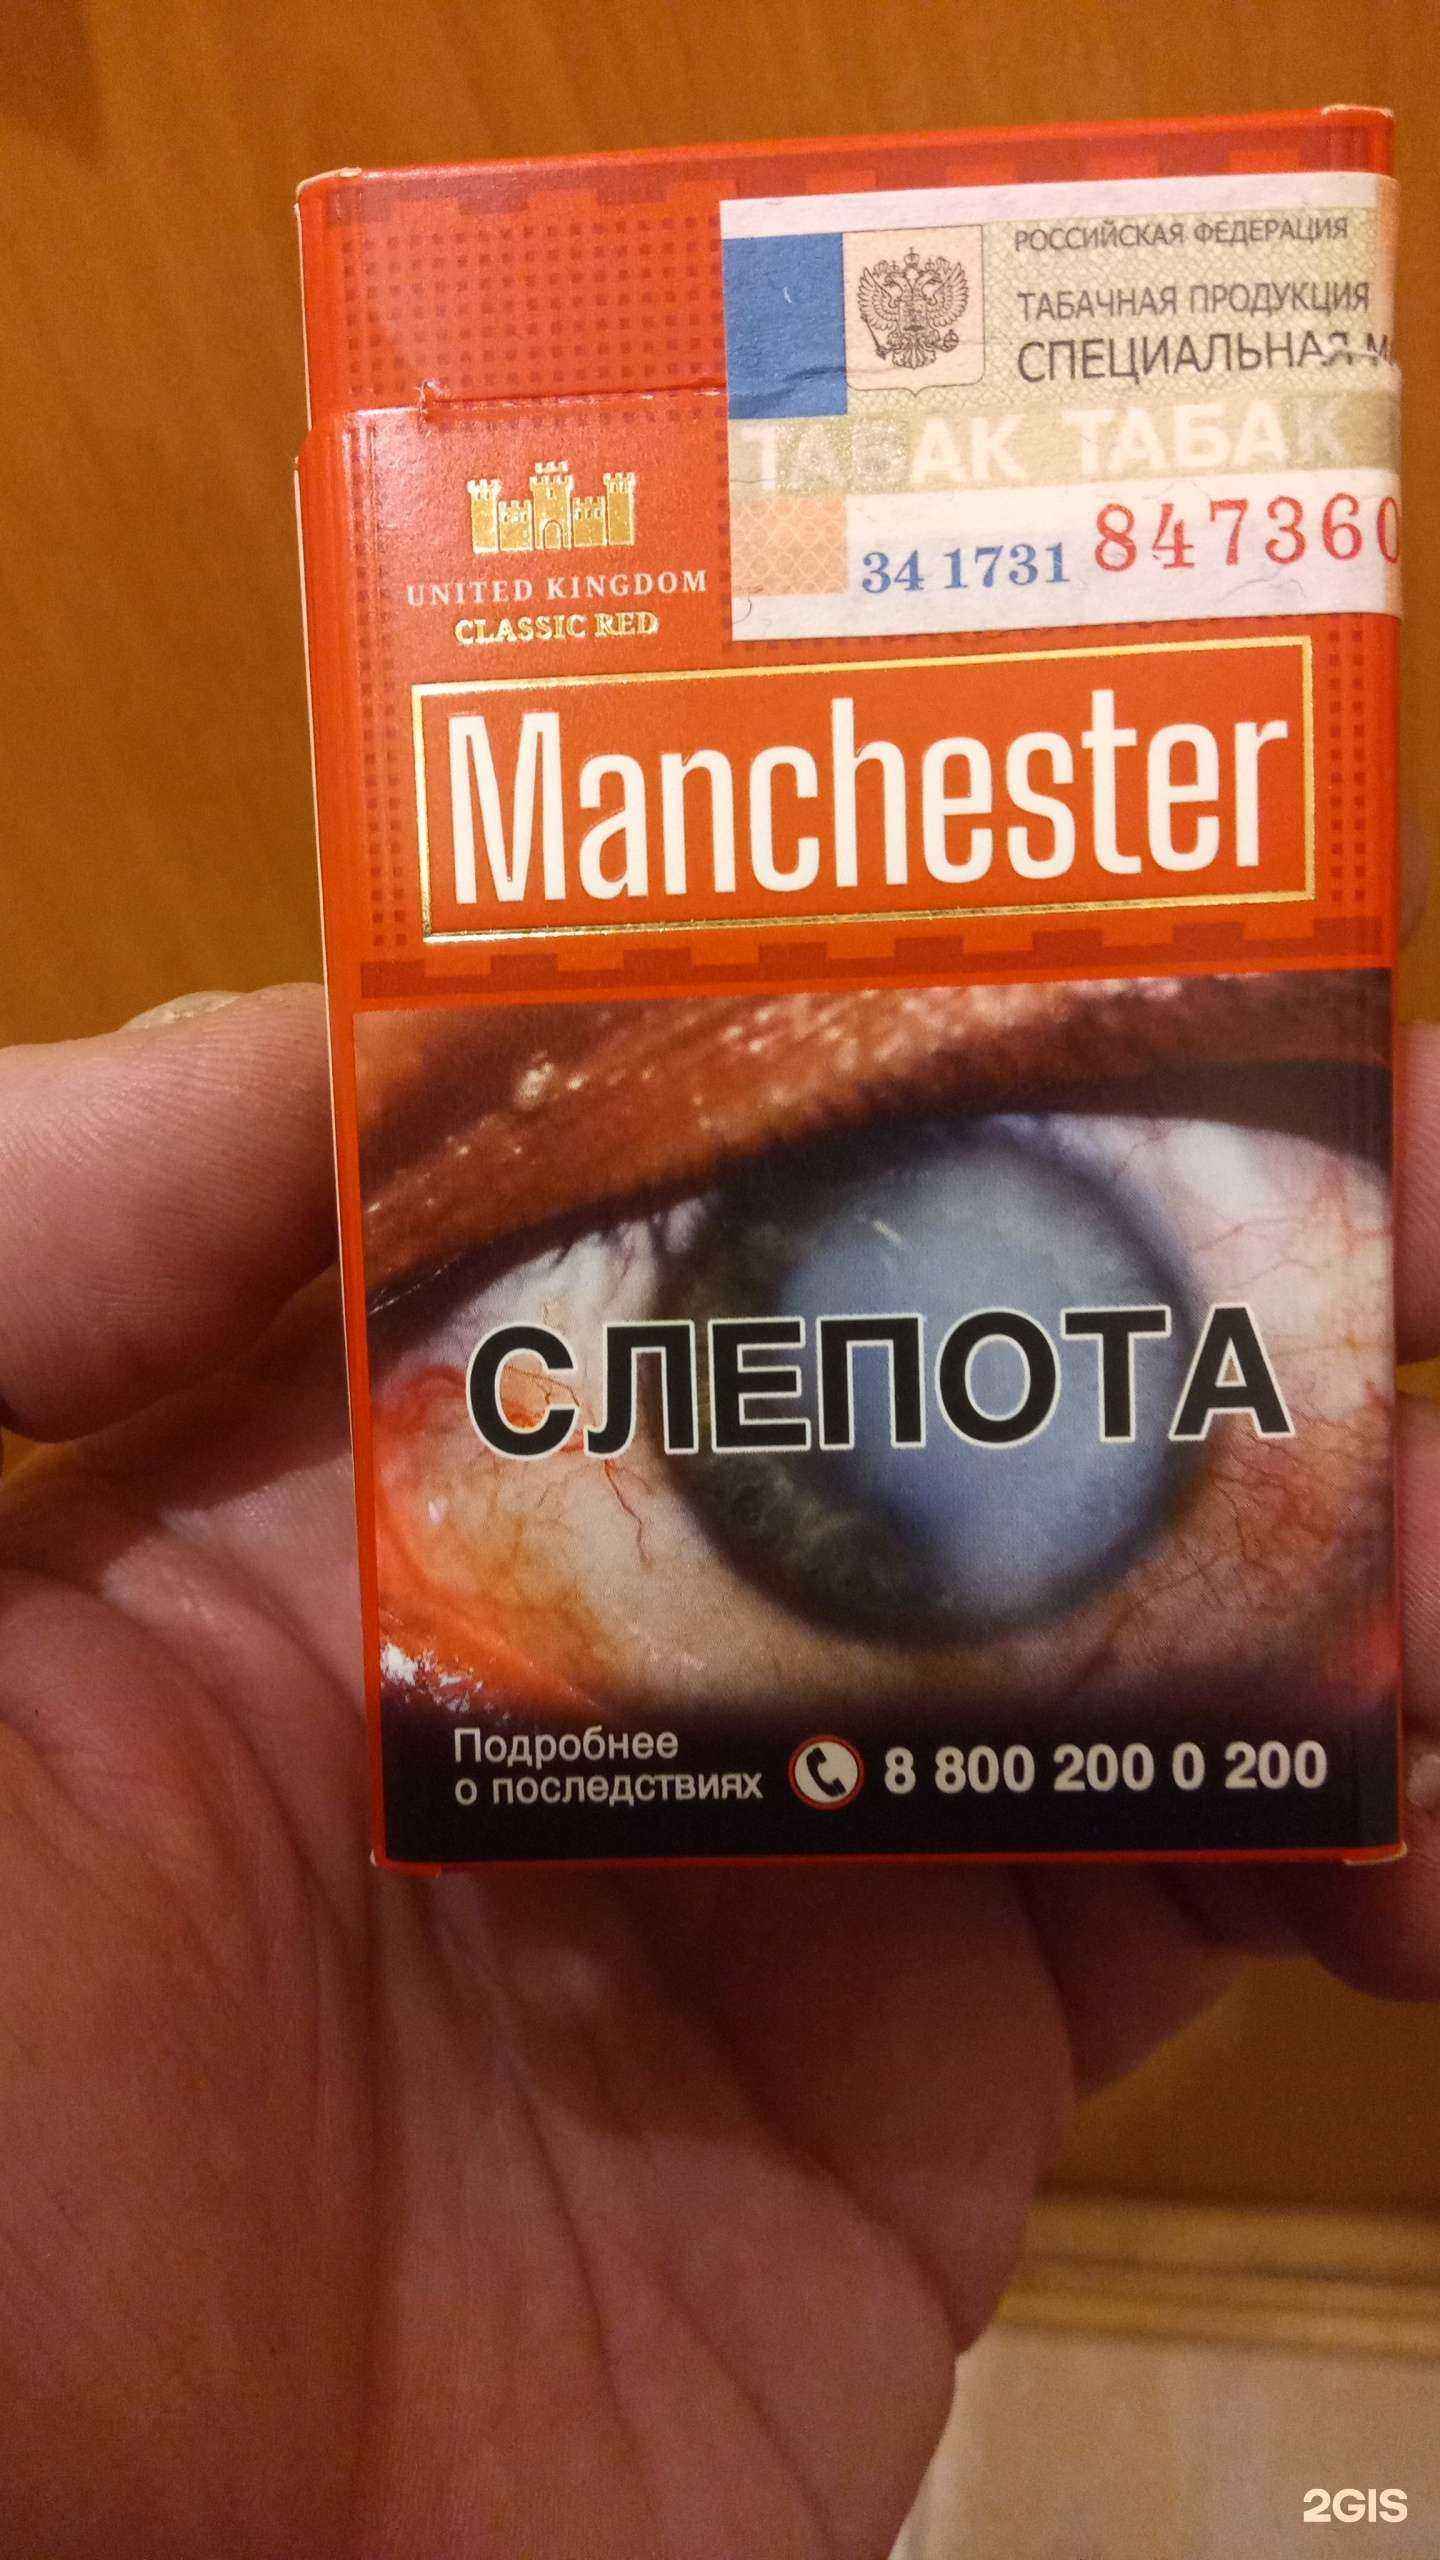 РОССИЙСКАЯ ФЕДЕРАЦИЯ
ТАБАЧНАЯ ПРОДУКЦИЯ
СПЕЦИАЛЬНАЯ
ТАБАК ТАБАК
34 1731 847360
UNITED KINGDOM
CLASSIC RED
Manchester
СЛЕПОТА
Подробнее
о последствиях
8 800 200 0 200
2GIS